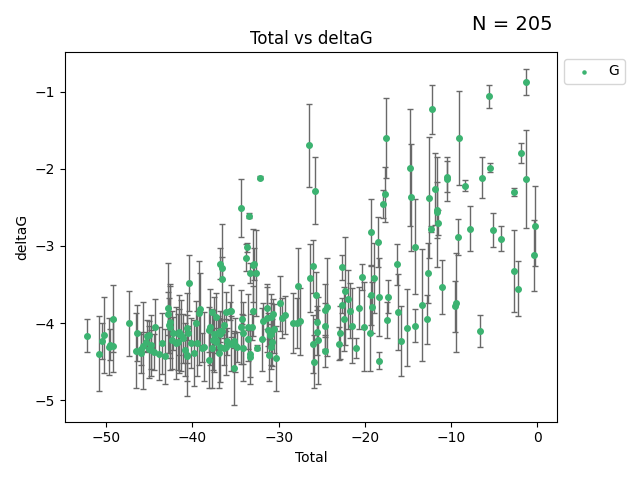 N = 205
Total vs deltaG
G
deltaG
−1
−2
−3
−4
−5
−50 −40 −30 −20 −10 0
Total